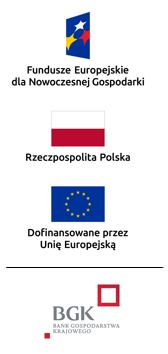 Fundusze Europejskie
dla Nowoczesnej Gospodarki
Rzeczpospolita Polska
Dofinansowane przez
Unię Europejską
BGK
BANK GOSPODARSTWA
KRAJOWEGO